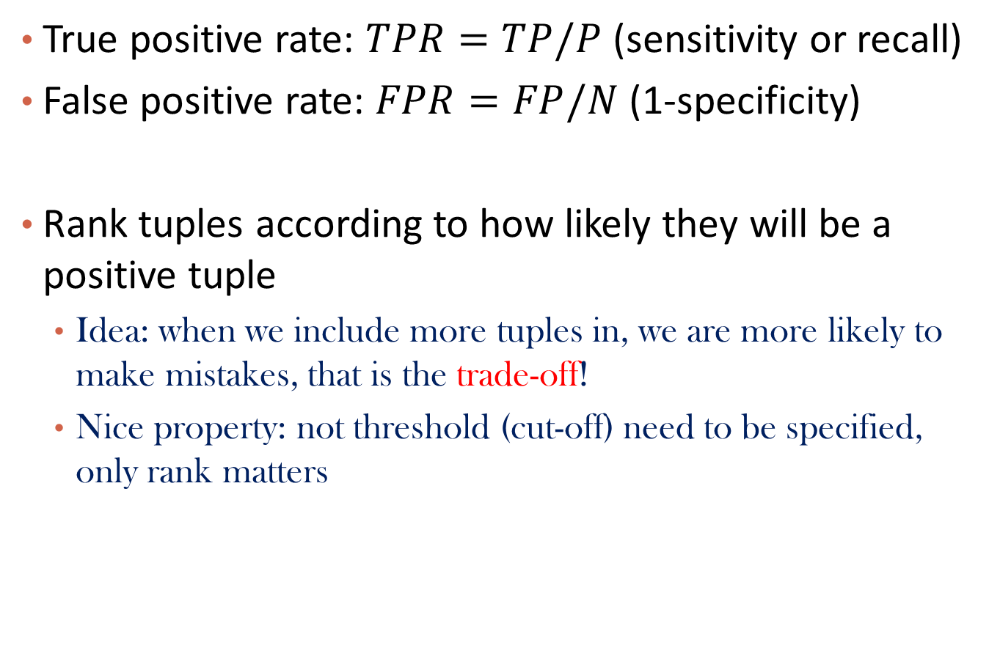 • True positive rate: TPR = TP/P (sensitivity or recall)
• False positive rate: FPR = FP/N (1-specificity)
• Rank tuples according to how likely they will be a
positive tuple
• Idea: when we include more tuples in, we are more likely to
make mistakes, that is the trade-off!
• Nice property: not threshold (cut-off) need to be specified,
only rank matters